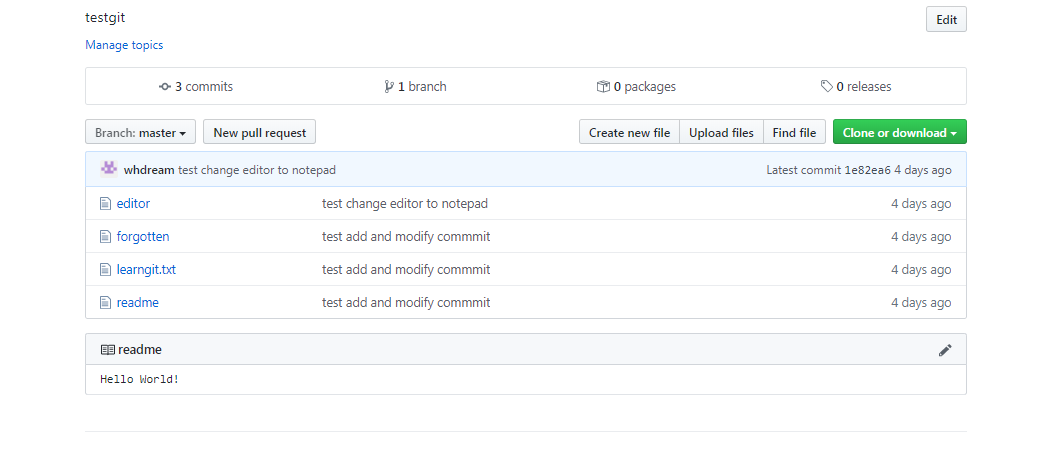 testgit Edit
Manage topics
3 commits 1 branch 0 packages 0 releases
Branch: master New pull request Create new file Upload files Find file Clone or download
whdream test change editor to notepad Latest commit 1e82ea6 4 days ago
editor test change editor to notepad 4 days ago
forgotten test add and modify commmit 4 days ago
learngit.txt test add and modify commmit 4 days ago
readme test add and modify commmit 4 days ago
readme
Hello World!